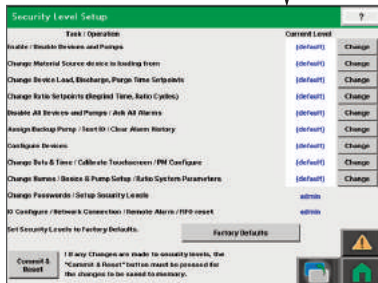 Security Level Setup ?
Task / Operation Current Level
Enable / Disable Devices and Pumps (default) Change
Change Material Source device is loading from (default) Change
Change Device Load, Discharge, Purge Time Setpoints (default) Change
Change Ratio Setpoints (Regrind Time, Ratio Cycles) (default) Change
Disable All Devices and Pumps / Ack All Alarms (default) Change
Assign Backup Pump / Test IO / Clear Alarm History (default) Change
Configure Devices (default) Change
Change Date & Time / Calibrate Touchscreen / PM Configure (default) Change
Change Names / Device & Pump Setup / Ratio System Parameters (default) Change
Change Passwords / Setup Security Levels admin
IO Configure / Network Connection / Remote Alarm / RFID reset admin
Set Security Levels to Factory Defaults. Factory Defaults
Commit & Reset
! If any Changes are made to security levels, the
"Commit & Reset" button must be pressed for
the changes to be saved to memory.